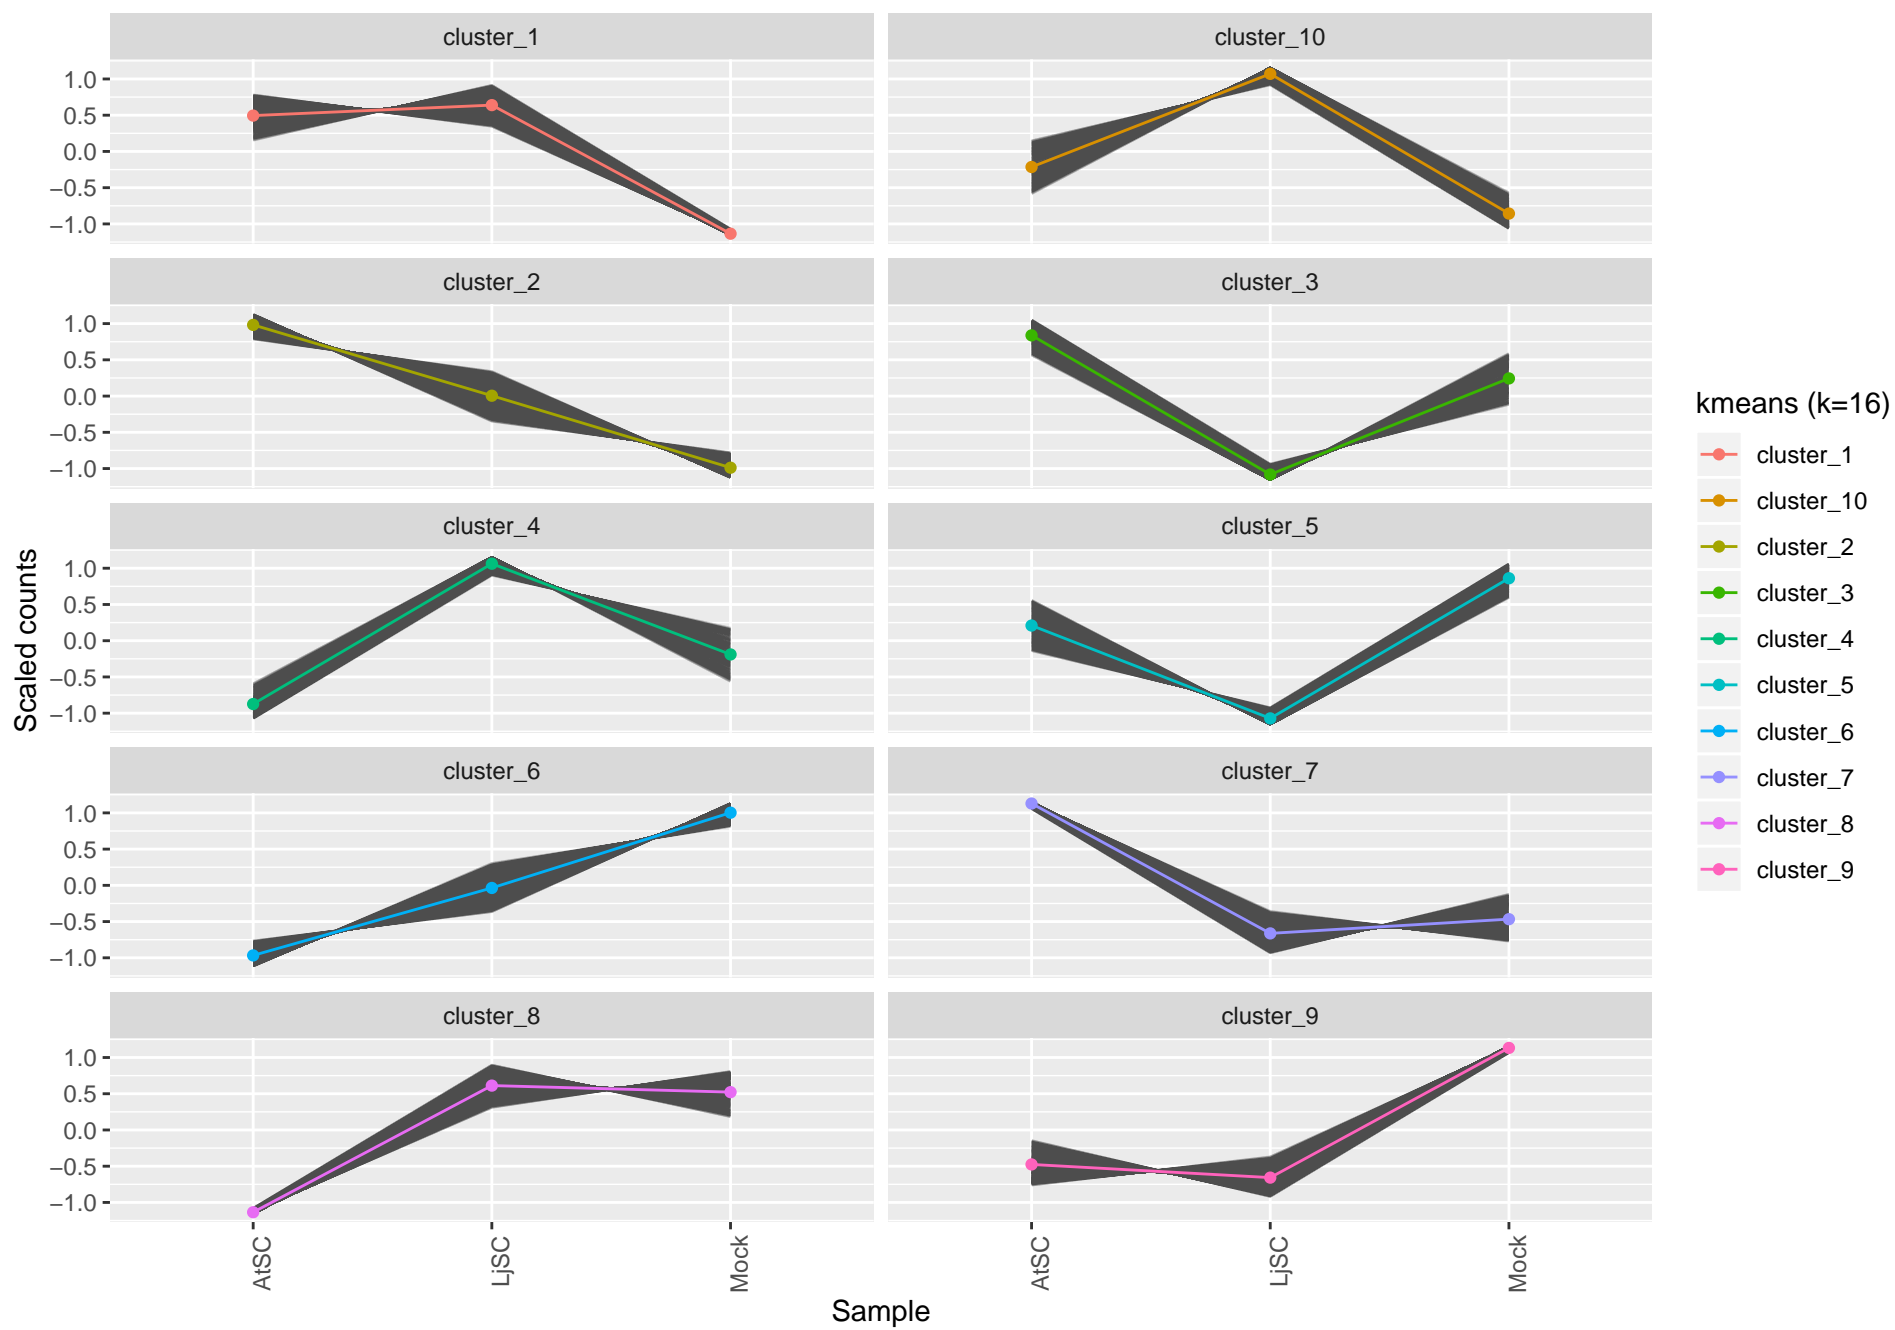 cluster_1
cluster_10
1.0
0.5
0.0
−0.5
−1.0
cluster_2
cluster_3
1.0
0.5
0.0
−0.5
−1.0
cluster_4
cluster_5
1.0
0.5
0.0
−0.5
−1.0
cluster_6
cluster_7
1.0
0.5
0.0
−0.5
−1.0
cluster_8
cluster_9
1.0
0.5
0.0
−0.5
−1.0
AtSC
LjSC
Mock
AtSC
LjSC
Mock
Sample
Scaled counts
kmeans (k=16)
cluster_1
cluster_10
cluster_2
cluster_3
cluster_4
cluster_5
cluster_6
cluster_7
cluster_8
cluster_9